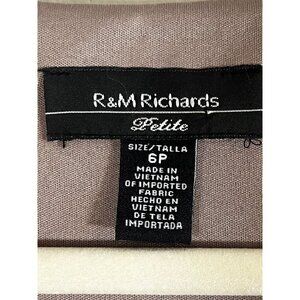 R&M Richards
Petite
SIZE/TALLA
6P
MADE IN
VIETNAM
OF IMPORTED
FABRIC
HECHO EN
VIETNAM
DE TELA
IMPORTADA